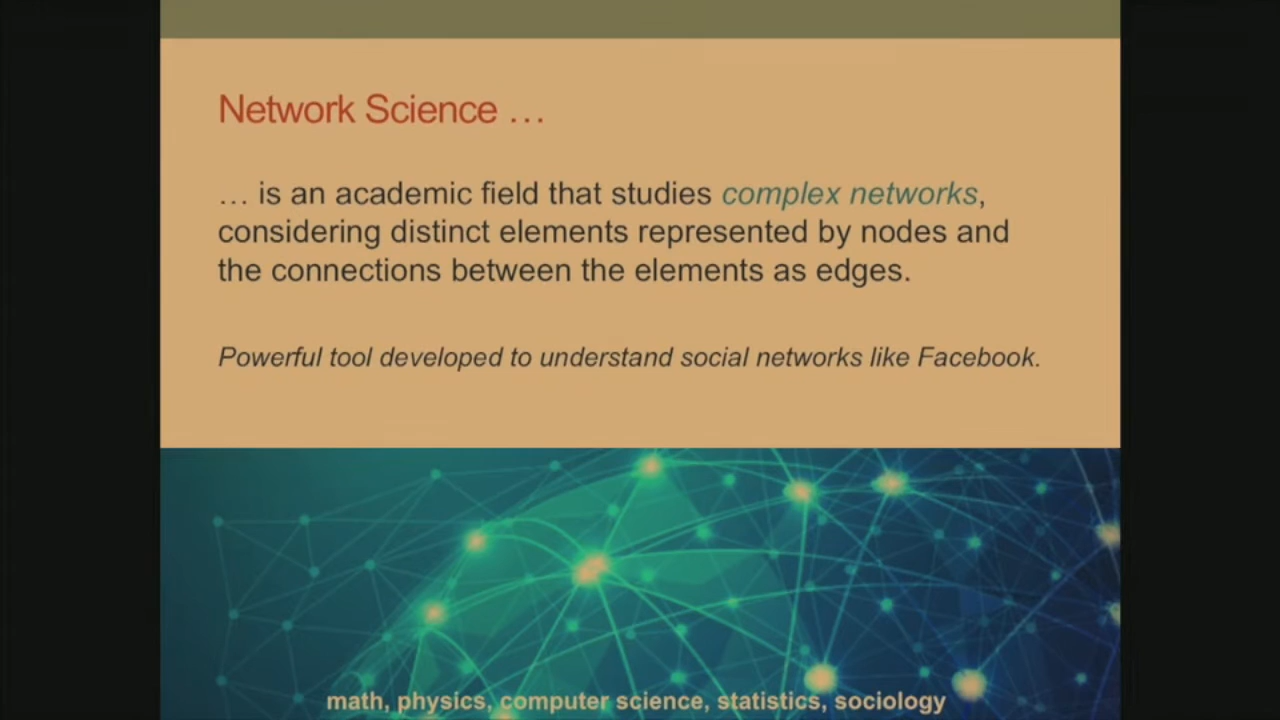 Network Science …
… is an academic field that studies complex networks,
considering distinct elements represented by nodes and
the connections between the elements as edges.
Powerful tool developed to understand social networks like Facebook.
math, physics, computer science, statistics, sociology